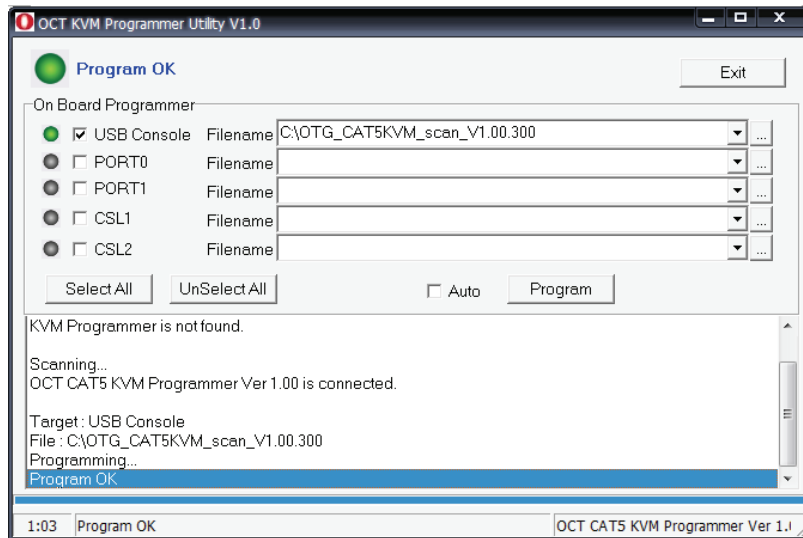 OCT KVM Programmer Utility V1.0
Program OK
Exit
On Board Programmer
USB Console Filename C:\OTG_CAT5KVM_scan_V1.00.300 ...
PORT0 Filename ...
PORT1 Filename ...
CSL1 Filename ...
CSL2 Filename ...
Select All UnSelect All Auto Program
KVM Programmer is not found.
Scanning...
OCT CAT5 KVM Programmer Ver 1.00 is connected.
Target : USB Console
File : C:\OTG_CAT5KVM_scan_V1.00.300
Programming...
Program OK
1:03 Program OK OCT CAT5 KVM Programmer Ver 1.